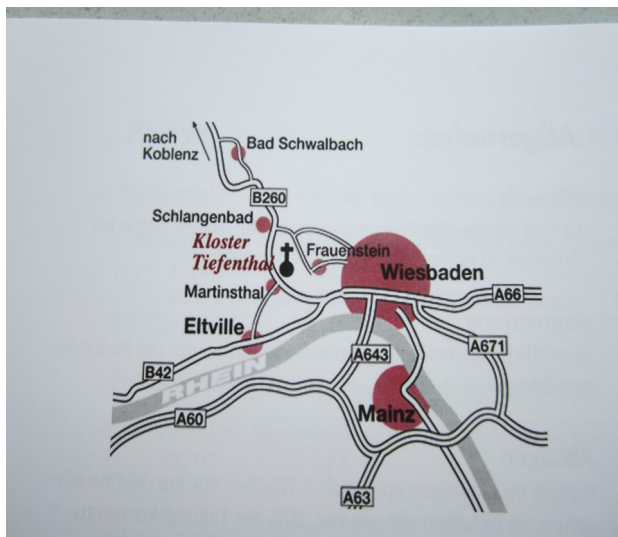 nach
Koblenz
Bad Schwalbach
B260
Schlangenbad
Kloster
Tiefenthal
Frauenstein
Wiesbaden
Martinsthal
A66
Eltville
A643
A671
B42
RHEIN
A60
Mainz
A63